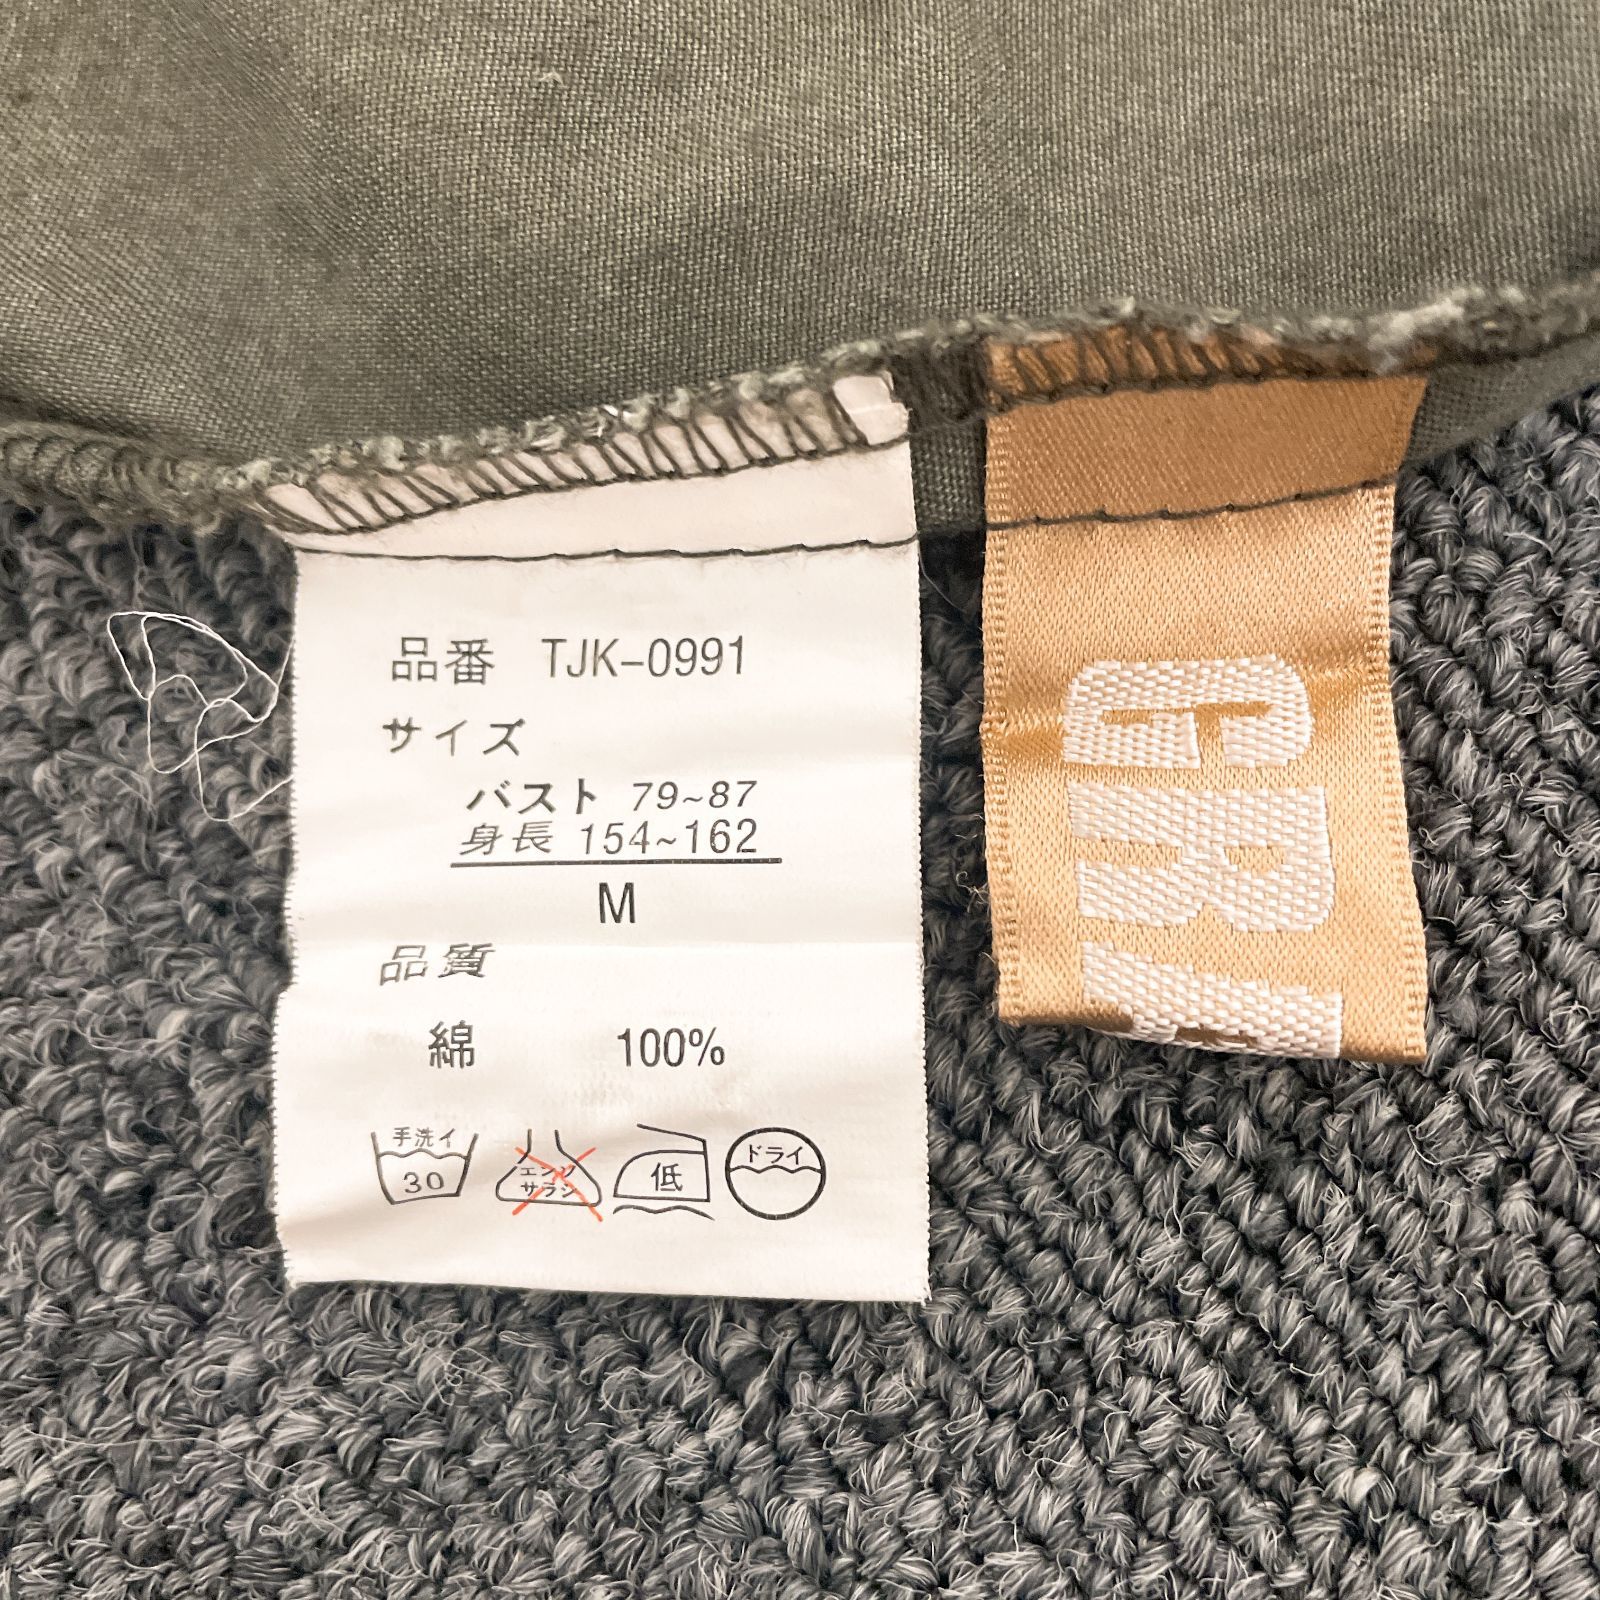 品番 TJK-0991
サイズ
バスト 79~87
身長 154~162
M
品質
綿 100%
手洗イ
30
エンソ
サラシ
低
ドライ